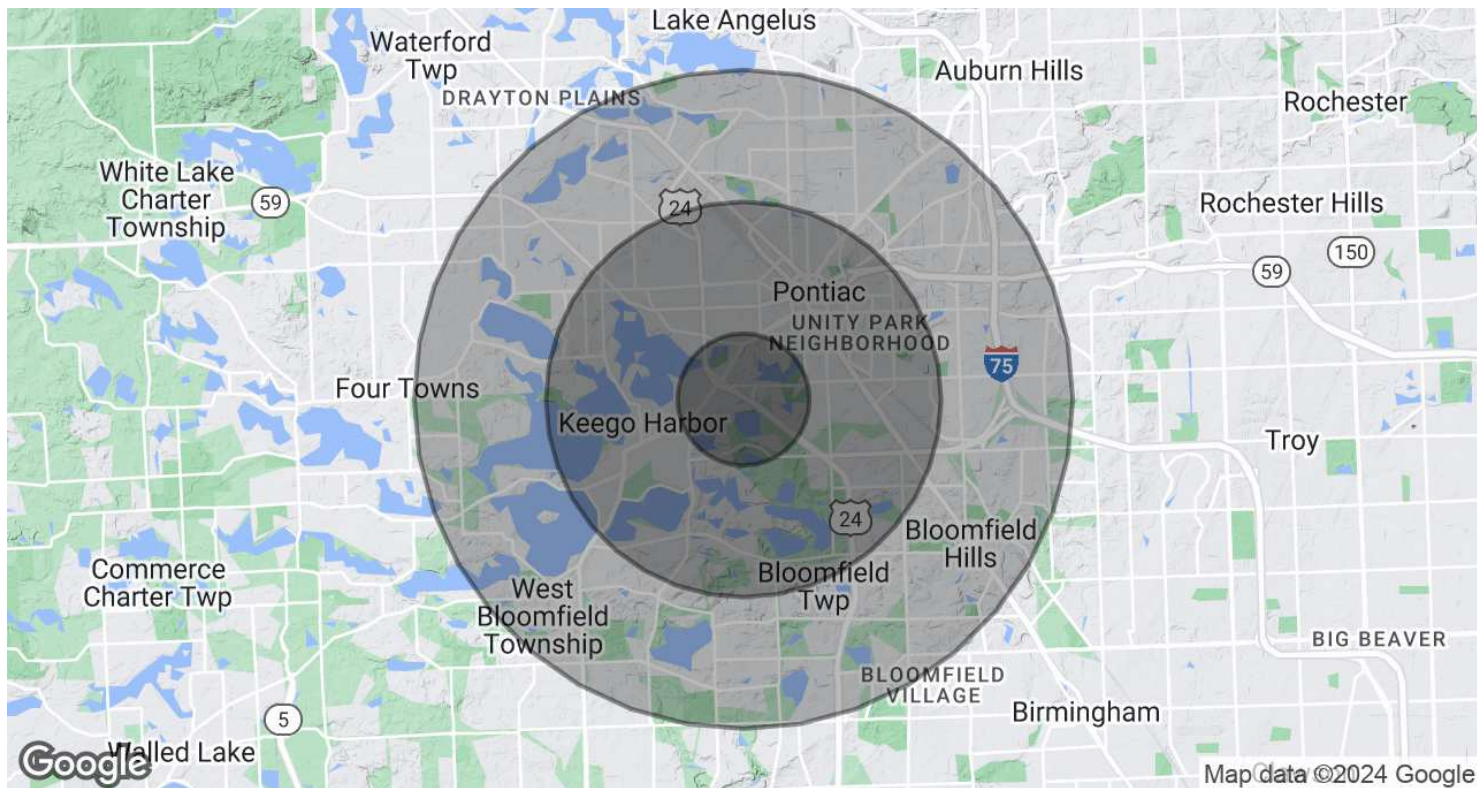 Lake Angelus
Waterford
Twp
Auburn Hills
DRAYTON PLAINS
Rochester
White Lake
Charter
Township
59
24
Rochester Hills
150
59
Pontiac
UNITY PARK
NEIGHBORHOOD
75
Four Towns
Keego Harbor
Troy
24
Bloomfield
Hills
Commerce
Charter Twp
Bloomfield
Twp
West
Bloomfield
Township
BIG BEAVER
BLOOMFIELD
VILLAGE
5
Birmingham
Walled Lake
Google
Map data ©2024 Google